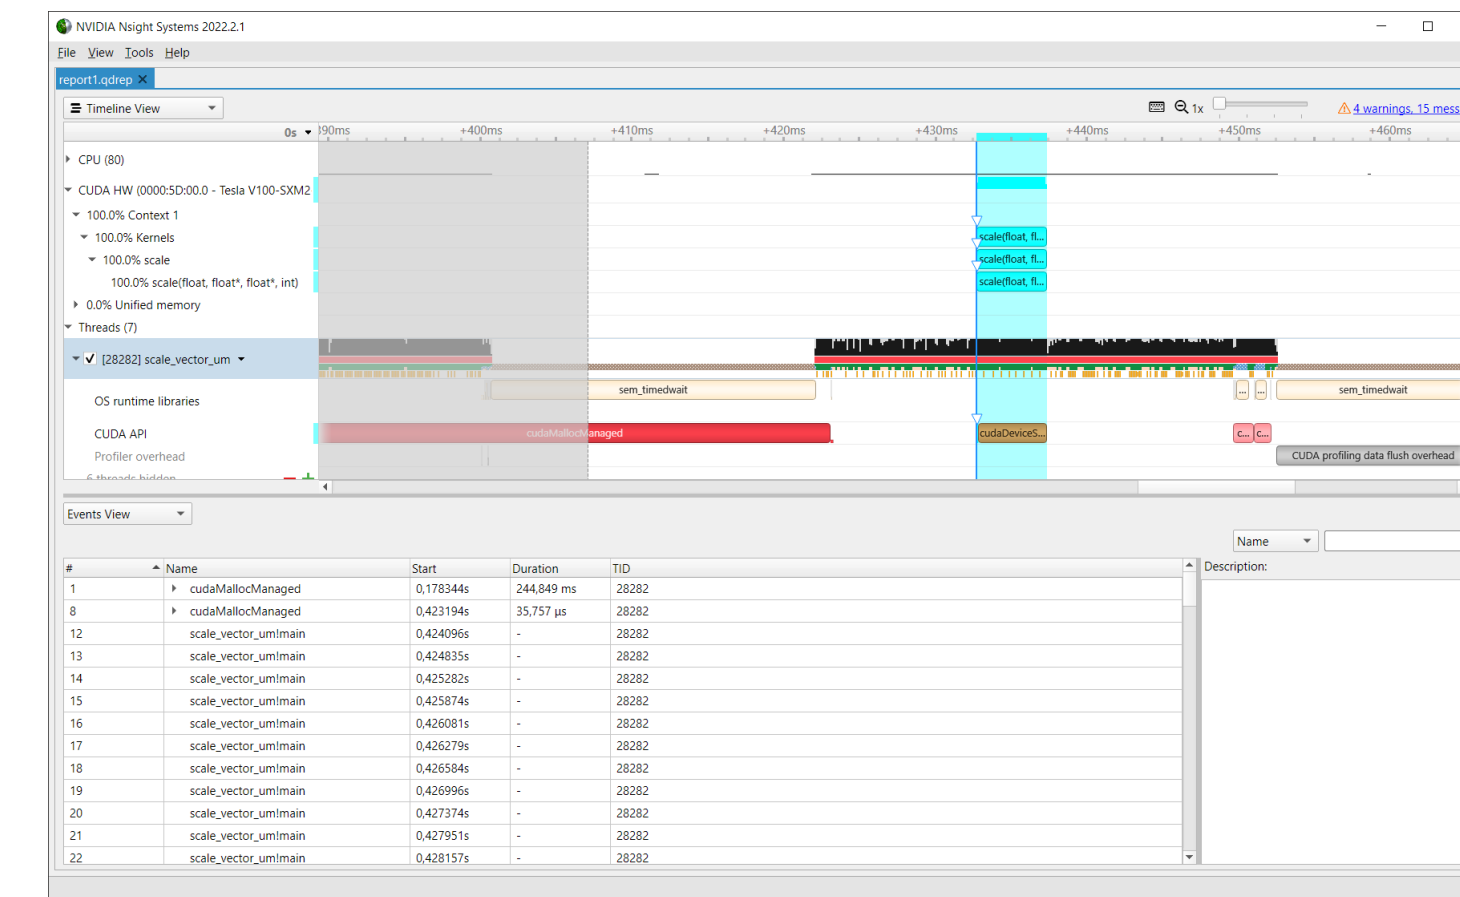 NVIDIA Nsight Systems 2022.2.1
File View Tools Help
report1.qdrep
Timeline View 1x 4 warnings, 15 mess
0s 390ms +400ms +410ms +420ms +430ms +440ms +450ms +460ms
CPU (80)
CUDA HW (0000:5D:00.0 - Tesla V100-SXM2
100.0% Context 1
100.0% Kernels scale(float, fl...
100.0% scale scale(float, fl...
100.0% scale(float, float*, float*, int) scale(float, fl...
0.0% Unified memory
Threads (7)
[28282] scale_vector_um
OS runtime libraries sem_timedwait ... ... sem_timedwait
CUDA API cudaMallocManaged cudaDeviceS... c... c...
Profiler overhead CUDA profiling data flush overhead
6 threads hidden
Events View
Name
# Name Start Duration TID Description:
1 cudaMallocManaged 0,178344s 244,849 ms 28282
8 cudaMallocManaged 0,423194s 35,757 μs 28282
12 scale_vector_um!main 0,424096s - 28282
13 scale_vector_um!main 0,424835s - 28282
14 scale_vector_um!main 0,425282s - 28282
15 scale_vector_um!main 0,425874s - 28282
16 scale_vector_um!main 0,426081s - 28282
17 scale_vector_um!main 0,426279s - 28282
18 scale_vector_um!main 0,426584s - 28282
19 scale_vector_um!main 0,426996s - 28282
20 scale_vector_um!main 0,427374s - 28282
21 scale_vector_um!main 0,427951s - 28282
22 scale_vector_um!main 0,428157s - 28282